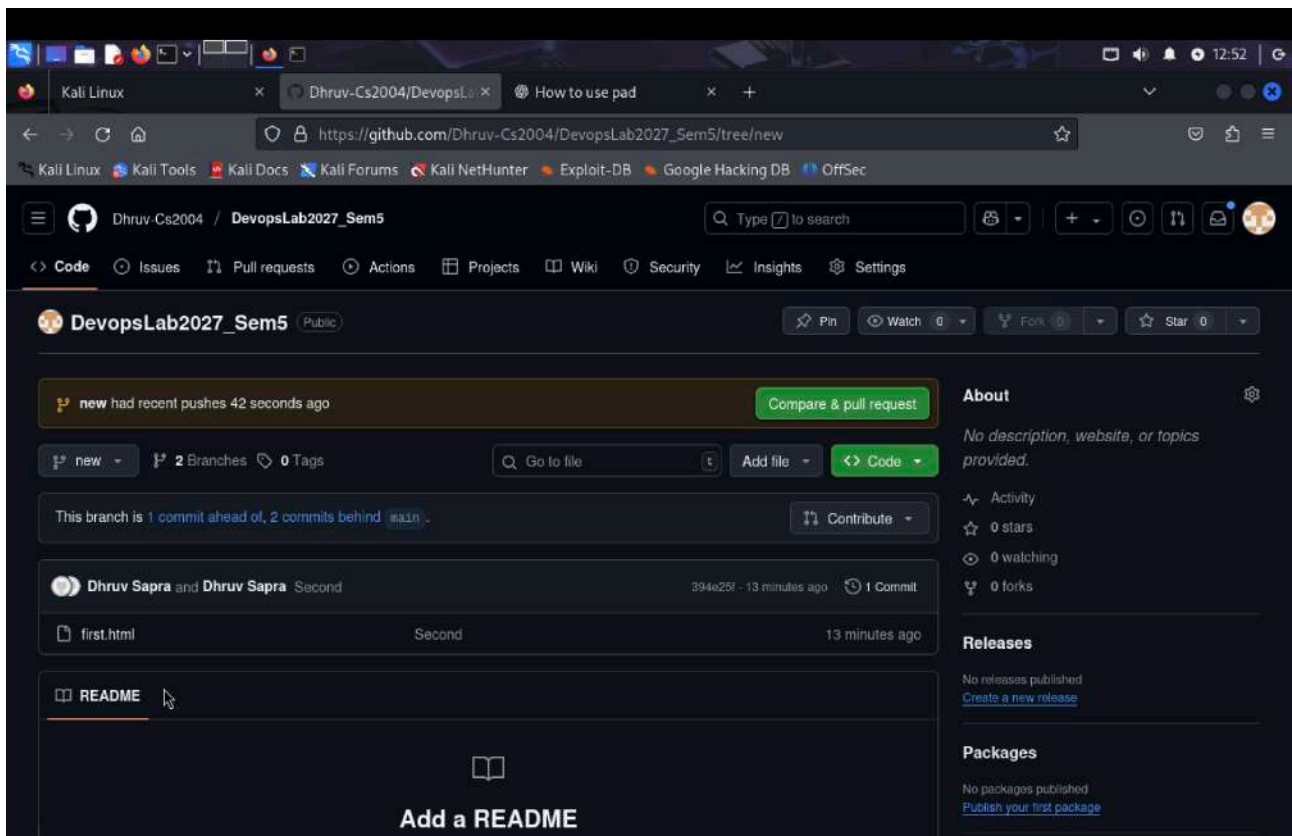 12:52
Kali Linux
Dhruv-Cs2004/DevopsLa
How to use pad
https://github.com/Dhruv-Cs2004/DevopsLab2027_Sem5/tree/new
Kali Linux Kali Tools Kali Docs Kali Forums Kali NetHunter Exploit-DB Google Hacking DB OffSec
Dhruv-Cs2004 / DevopsLab2027_Sem5
Type / to search
Code Issues Pull requests Actions Projects Wiki Security Insights Settings
DevopsLab2027_Sem5 Public
Pin Watch 0 Fork 0 Star 0
new had recent pushes 42 seconds ago
Compare & pull request
new 2 Branches 0 Tags
Go to file t
Add file
<> Code
This branch is 1 commit ahead of, 2 commits behind main .
Contribute
Dhruv Sapra and Dhruv Sapra Second
394e25f - 13 minutes ago 1 Commit
first.html Second 13 minutes ago
README
Add a README
About
No description, website, or topics
provided.
Activity
0 stars
0 watching
0 forks
Releases
No releases published
Create a new release
Packages
No packages published
Publish your first package